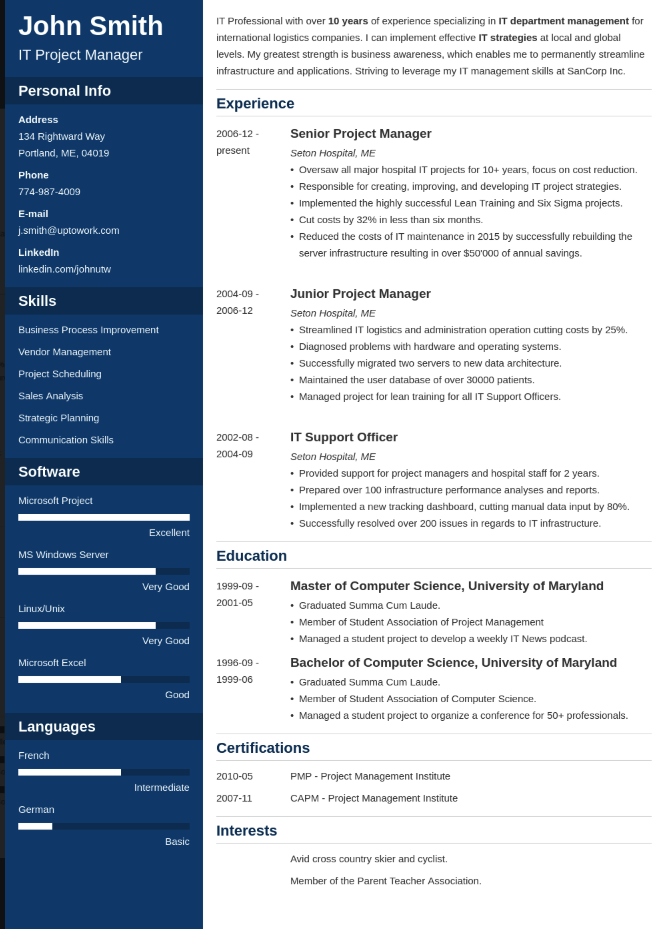 John Smith
IT Project Manager
Personal Info
Address
134 Rightward Way
Portland, ME, 04019
Phone
774-987-4009
E-mail
j.smith@uptowork.com
LinkedIn
linkedin.com/johnutw
Skills
Business Process Improvement
Vendor Management
Project Scheduling
Sales Analysis
Strategic Planning
Communication Skills
Software
Microsoft Project
Excellent
MS Windows Server
Very Good
Linux/Unix
Very Good
Microsoft Excel
Good
Languages
French
Intermediate
German
Basic
IT Professional with over 10 years of experience specializing in IT department management for
international logistics companies. I can implement effective IT strategies at local and global
levels. My greatest strength is business awareness, which enables me to permanently streamline
infrastructure and applications. Striving to leverage my IT management skills at SanCorp Inc.
Experience
2006-12 -
present
Senior Project Manager
Seton Hospital, ME
• Oversaw all major hospital IT projects for 10+ years, focus on cost reduction.
• Responsible for creating, improving, and developing IT project strategies.
• Implemented the highly successful Lean Training and Six Sigma projects.
• Cut costs by 32% in less than six months.
• Reduced the costs of IT maintenance in 2015 by successfully rebuilding the
server infrastructure resulting in over $50'000 of annual savings.
2004-09 -
2006-12
Junior Project Manager
Seton Hospital, ME
• Streamlined IT logistics and administration operation cutting costs by 25%.
• Diagnosed problems with hardware and operating systems.
• Successfully migrated two servers to new data architecture.
• Maintained the user database of over 30000 patients.
• Managed project for lean training for all IT Support Officers.
2002-08 -
2004-09
IT Support Officer
Seton Hospital, ME
• Provided support for project managers and hospital staff for 2 years.
• Prepared over 100 infrastructure performance analyses and reports.
• Implemented a new tracking dashboard, cutting manual data input by 80%.
• Successfully resolved over 200 issues in regards to IT infrastructure.
Education
1999-09 -
2001-05
Master of Computer Science, University of Maryland
• Graduated Summa Cum Laude.
• Member of Student Association of Project Management
• Managed a student project to develop a weekly IT News podcast.
1996-09 -
1999-06
Bachelor of Computer Science, University of Maryland
• Graduated Summa Cum Laude.
• Member of Student Association of Computer Science.
• Managed a student project to organize a conference for 50+ professionals.
Certifications
2010-05 PMP - Project Management Institute
2007-11 CAPM - Project Management Institute
Interests
Avid cross country skier and cyclist.
Member of the Parent Teacher Association.